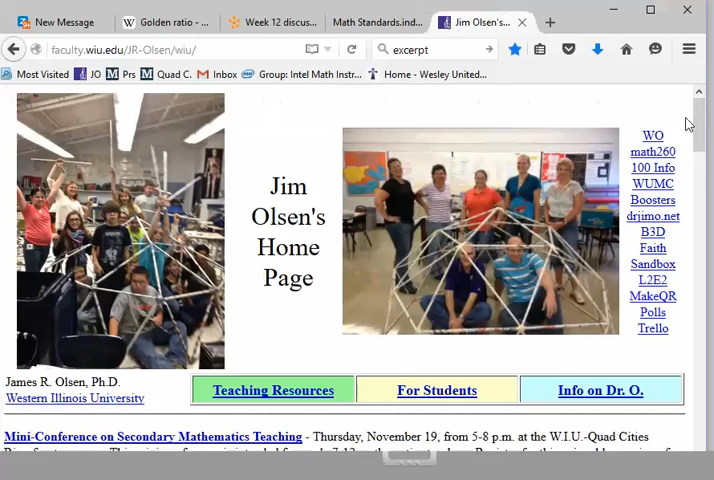 New Message
Golden ratio - ...
Week 12 discus...
Math Standards.ind...
Jim Olsen's...
faculty.wiu.edu/JR-Olsen/wiu/
excerpt
Most Visited JO Prs Quad C. Inbox Group: Intel Math Instr... Home - Wesley United...
Jim
Olsen's
Home
Page
WO
math260
100 Info
WUMC
Boosters
drjimo.net
B3D
Faith
Sandbox
L2E2
MakeQR
Polls
Trello
James R. Olsen, Ph.D.
Western Illinois University
Teaching Resources For Students Info on Dr. O.
Mini-Conference on Secondary Mathematics Teaching - Thursday, November 19, from 5-8 p.m. at the W.I.U.-Quad Cities